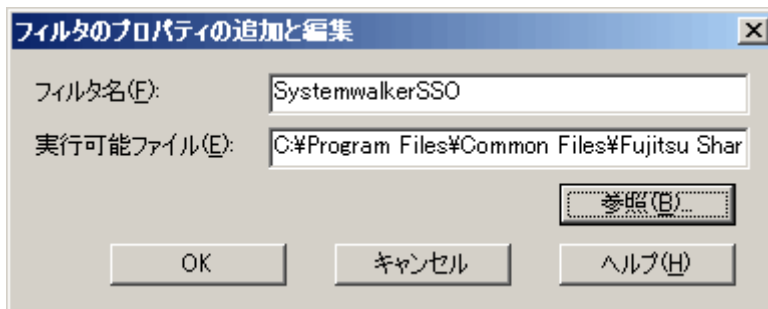 フィルタのプロパティの追加と編集
フィルタ名(F): SystemwalkerSSO
実行可能ファイル(E): C:¥Program Files¥Common Files¥Fujitsu Shar
参照(B)...
OK キャンセル ヘルプ(H)